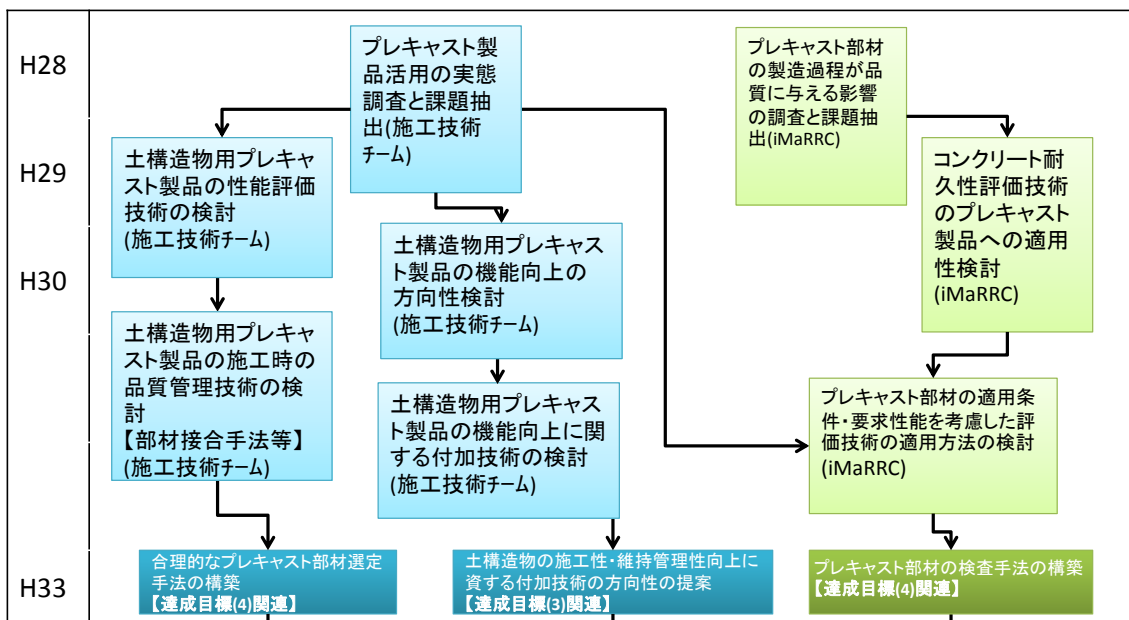 H28
プレキャスト製
品活用の実態
調査と課題抽
出(施工技術
チーム)
プレキャスト部材
の製造過程が品
質に与える影響
の調査と課題抽
出(iMaRRC)
H29
土構造物用プレキャ
スト製品の性能評価
技術の検討
(施工技術チーム)
コンクリート耐
久性評価技術
のプレキャスト
製品への適用
性検討
(iMaRRC)
H30
土構造物用プレキャス
ト製品の機能向上の
方向性検討
(施工技術チーム)
土構造物用プレキャ
スト製品の施工時の
品質管理技術の検
討
【部材接合手法等】
(施工技術チーム)
土構造物用プレキャス
ト製品の機能向上に関
する付加技術の検討
(施工技術チーム)
プレキャスト部材の適用条
件・要求性能を考慮した評
価技術の適用方法の検討
(iMaRRC)
H33
合理的なプレキャスト部材選定
手法の構築
【達成目標(4)関連】
土構造物の施工性・維持管理性向上に
資する付加技術の方向性の提案
【達成目標(3)関連】
プレキャスト部材の検査手法の構築
【達成目標(4)関連】